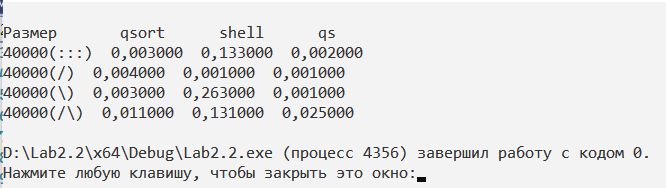 Размер qsort shell qs
40000(:::) 0,003000 0,133000 0,002000
40000(/) 0,004000 0,001000 0,001000
40000(\) 0,003000 0,263000 0,001000
40000(/\) 0,011000 0,131000 0,025000
D:\Lab2.2\x64\Debug\Lab2.2.exe (процесс 4356) завершил работу с кодом 0.
Нажмите любую клавишу, чтобы закрыть это окно: